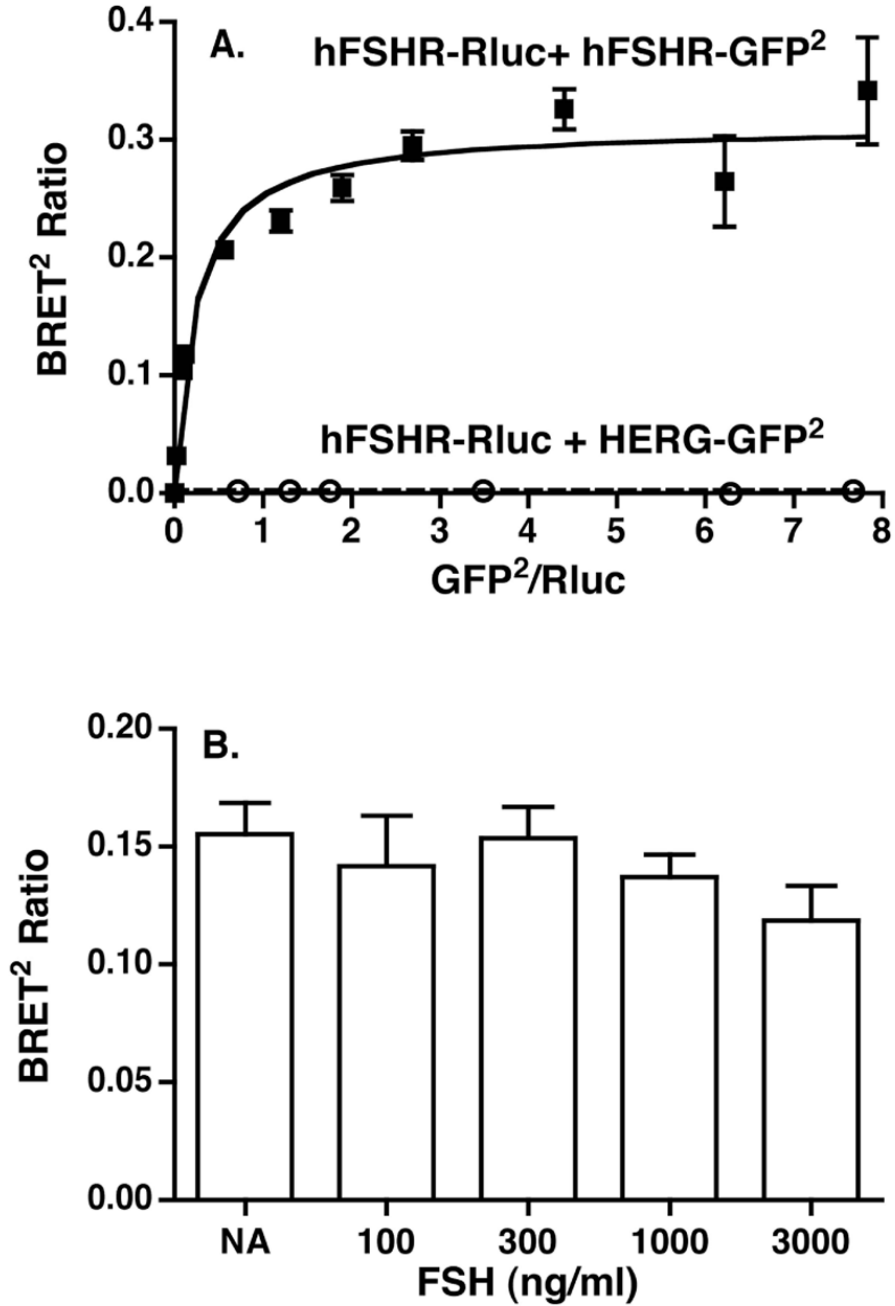 A.
hFSHR-Rluc+ hFSHR-GFP²
0.4
0.3
0.2
0.1
0.0
BRET² Ratio
hFSHR-Rluc + HERG-GFP²
0 1 2 3 4 5 6 7 8
GFP²/Rluc
B.
0.20
0.15
0.10
0.05
0.00
BRET² Ratio
NA 100 300 1000 3000
FSH (ng/ml)